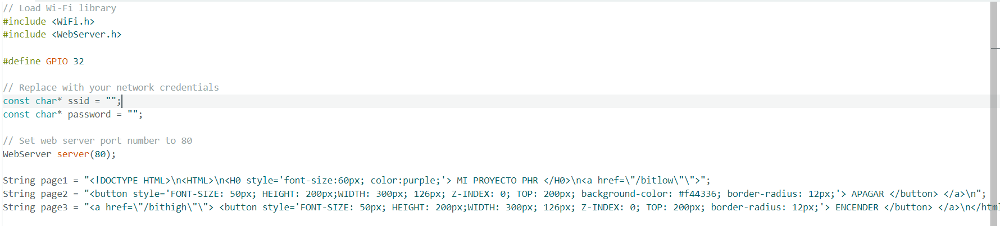 // Load Wi-Fi library
#include <WiFi.h>
#include <WebServer.h>
#define GPIO 32
// Replace with your network credentials
const char* ssid = "";
const char* password = "";
// Set web server port number to 80
WebServer server(80);
String page1 = "<!DOCTYPE HTML>\n<HTML>\n<H0 style='font-size:60px; color:purple;'> MI PROYECTO PHR </H0>\n<a href=\"/bitlow\"\">";
String page2 = "<button style='FONT-SIZE: 50px; HEIGHT: 200px;WIDTH: 300px; 126px; Z-INDEX: 0; TOP: 200px; background-color: #f44336; border-radius: 12px;'> APAGAR </button> </a>\n";
String page3 = "<a href=\"/bithigh\"\"> <button style='FONT-SIZE: 50px; HEIGHT: 200px;WIDTH: 300px; 126px; Z-INDEX: 0; TOP: 200px; border-radius: 12px;'> ENCENDER </button> </a>\n</html